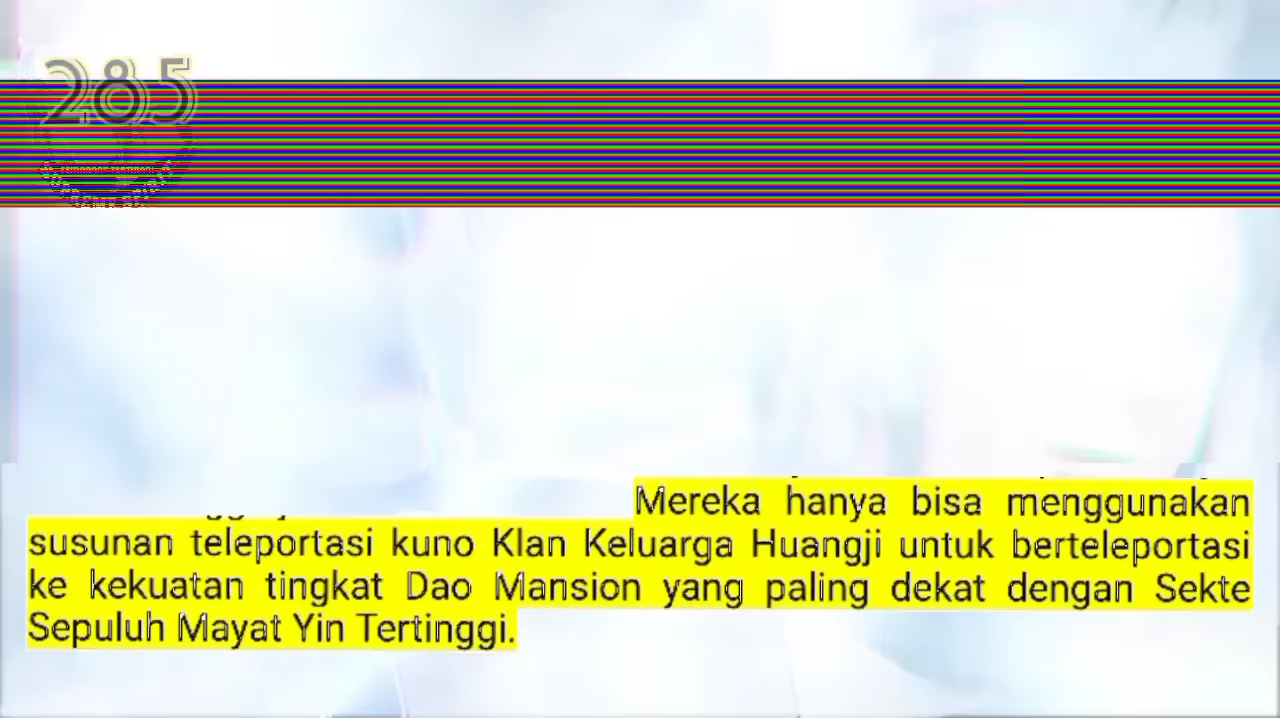 285
Mereka hanya bisa menggunakan
susunan teleportasi kuno Klan Keluarga Huangji untuk berteleportasi
ke kekuatan tingkat Dao Mansion yang paling dekat dengan Sekte
Sepuluh Mayat Yin Tertinggi.